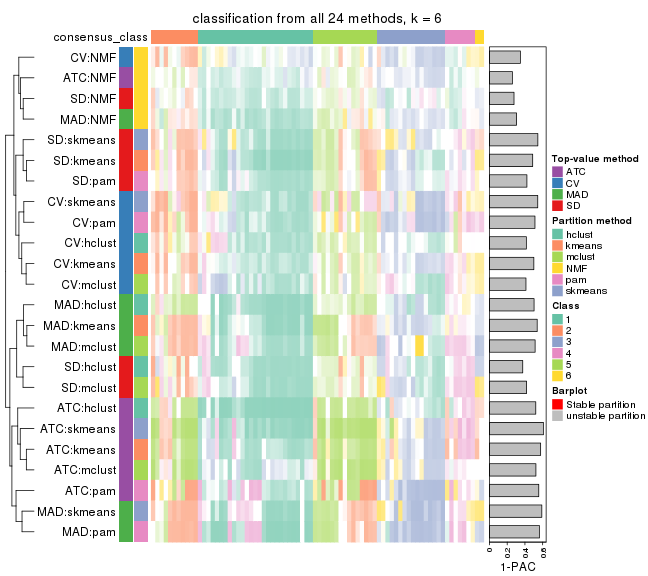 classification from all 24 methods, k = 6
consensus_class
CV:NMF
ATC:NMF
SD:NMF
MAD:NMF
SD:skmeans
SD:kmeans
SD:pam
CV:skmeans
CV:pam
CV:hclust
CV:kmeans
CV:mclust
MAD:hclust
MAD:kmeans
MAD:mclust
SD:hclust
SD:mclust
ATC:hclust
ATC:skmeans
ATC:kmeans
ATC:mclust
ATC:pam
MAD:skmeans
MAD:pam
0
0.2
0.4
0.6
1-PAC
Top-value method
ATC
CV
MAD
SD
Partition method
hclust
kmeans
mclust
NMF
pam
skmeans
Class
1
2
3
4
5
6
Barplot
Stable partition
unstable partition